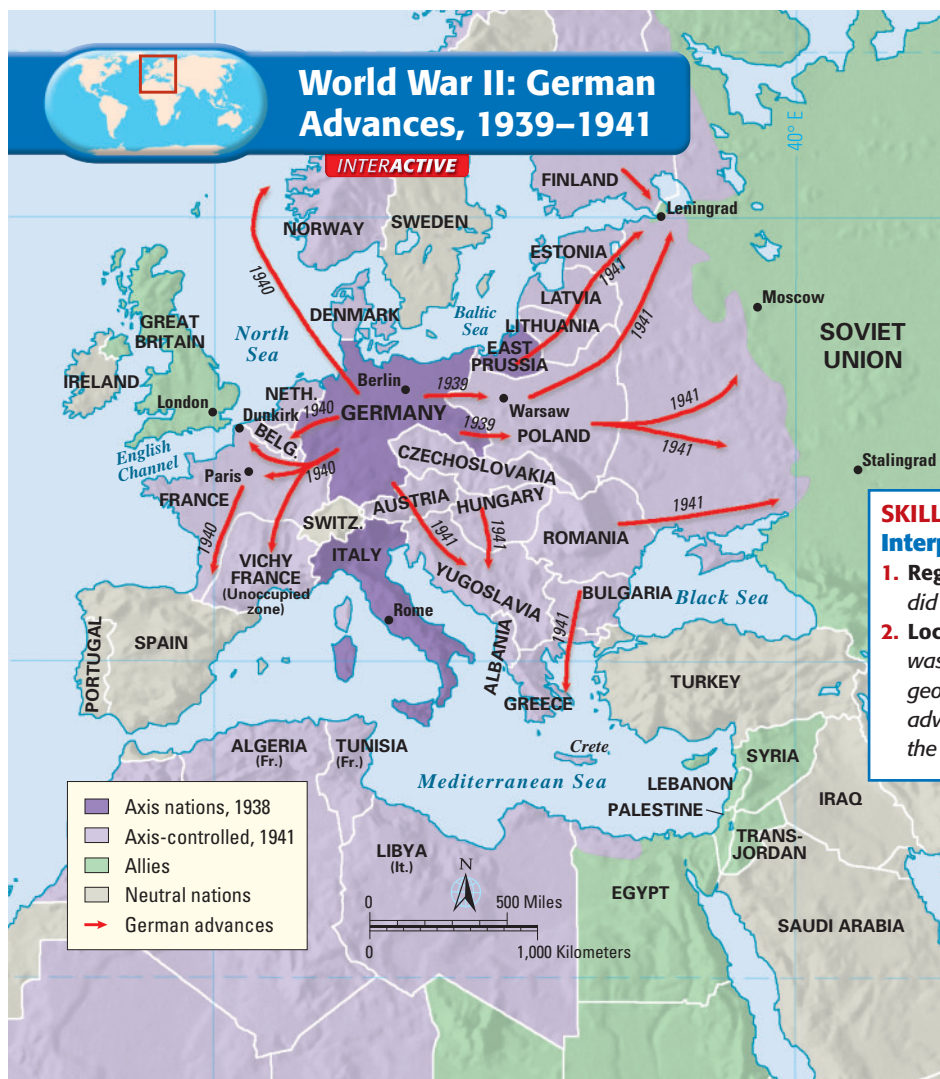 World War II: German
Advances, 1939–1941
INTERACTIVE
40° E
FINLAND
Leningrad
NORWAY
SWEDEN
ESTONIA
1941
1940
LATVIA
Moscow
DENMARK
Baltic
Sea
LITHUANIA
1941
GREAT
BRITAIN
North
Sea
EAST
PRUSSIA
SOVIET
UNION
IRELAND
Berlin
1939
NETH.
London
1940
GERMANY
Warsaw
1941
Dunkirk
1939
POLAND
BELG.
English
Channel
1941
CZECHOSLOVAKIA
Stalingrad
Paris
1940
FRANCE
AUSTRIA
HUNGARY
1941
SWITZ.
1940
1941
1941
ROMANIA
ITALY
VICHY
FRANCE
(Unoccupied
zone)
YUGOSLAVIA
BULGARIA
Black Sea
Rome
1941
SPAIN
PORTUGAL
ALBANIA
TURKEY
GREECE
ALGERIA
(Fr.)
TUNISIA
(Fr.)
Crete
SYRIA
Mediterranean Sea
LEBANON
PALESTINE
IRAQ
TRANS-
JORDAN
LIBYA
(It.)
EGYPT
SAUDI ARABIA
N
0 500 Miles
0 1,000 Kilometers
Axis nations, 1938
Axis-controlled, 1941
Allies
Neutral nations
German advances
SKILL
Interp
1. Reg
did
2. Loc
was
geo
adv
the